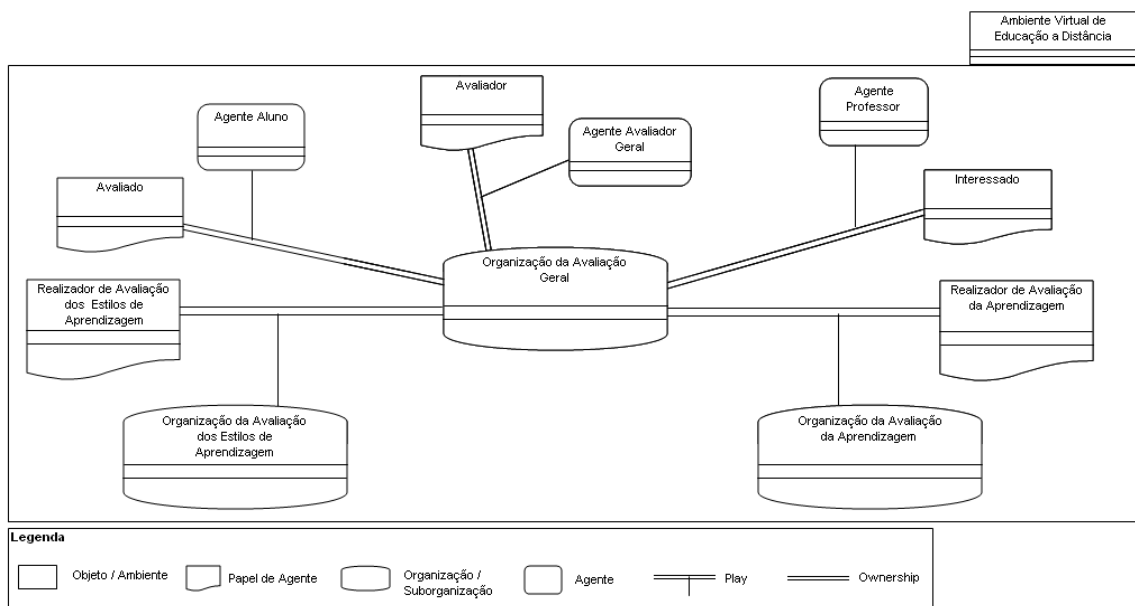 Ambiente Virtual de
Educação a Distância
Avaliador
Agente
Professor
Agente Aluno
Agente Avaliador
Geral
Avaliado
Interessado
Organização da Avaliação
Geral
Realizador de Avaliação
dos Estilos de
Aprendizagem
Realizador de Avaliação
da Aprendizagem
Organização da Avaliação
dos Estilos de
Aprendizagem
Organização da Avaliação
da Aprendizagem
Legenda
Objeto / Ambiente
Papel de Agente
Organização /
Suborganização
Agente
Play
Ownership